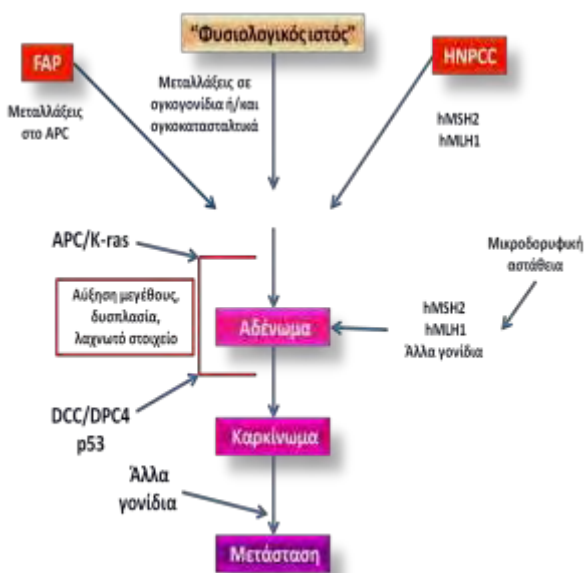 "Φυσιολογικός ιστός"
FAP
HNPCC
Μεταλλάξεις
στο APC
Μεταλλάξεις σε
ογκογονίδια ή/και
ογκοκατασταλτικά
hMSH2
hMLH1
APC/K-ras
Μικροδορυφική
αστάθεια
Αύξηση μεγέθους,
δυσπλασία,
λαχνωτό στοιχείο
Αδένωμα
hMSH2
hMLH1
Άλλα γονίδια
DCC/DPC4
p53
Καρκίνωμα
Άλλα
γονίδια
Μετάσταση